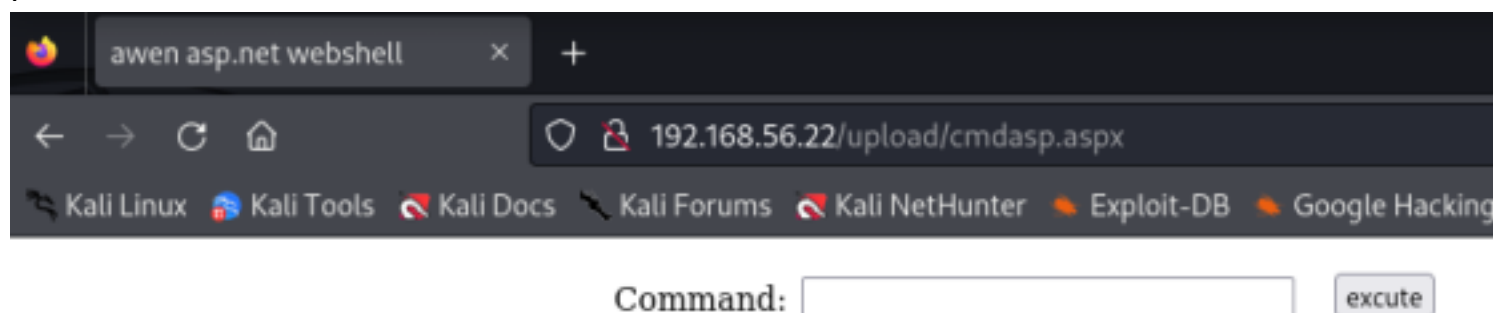 awen asp.net webshell
192.168.56.22/upload/cmdasp.aspx
Kali Linux Kali Tools Kali Docs Kali Forums Kali NetHunter Exploit-DB Google Hacking
Command: excute